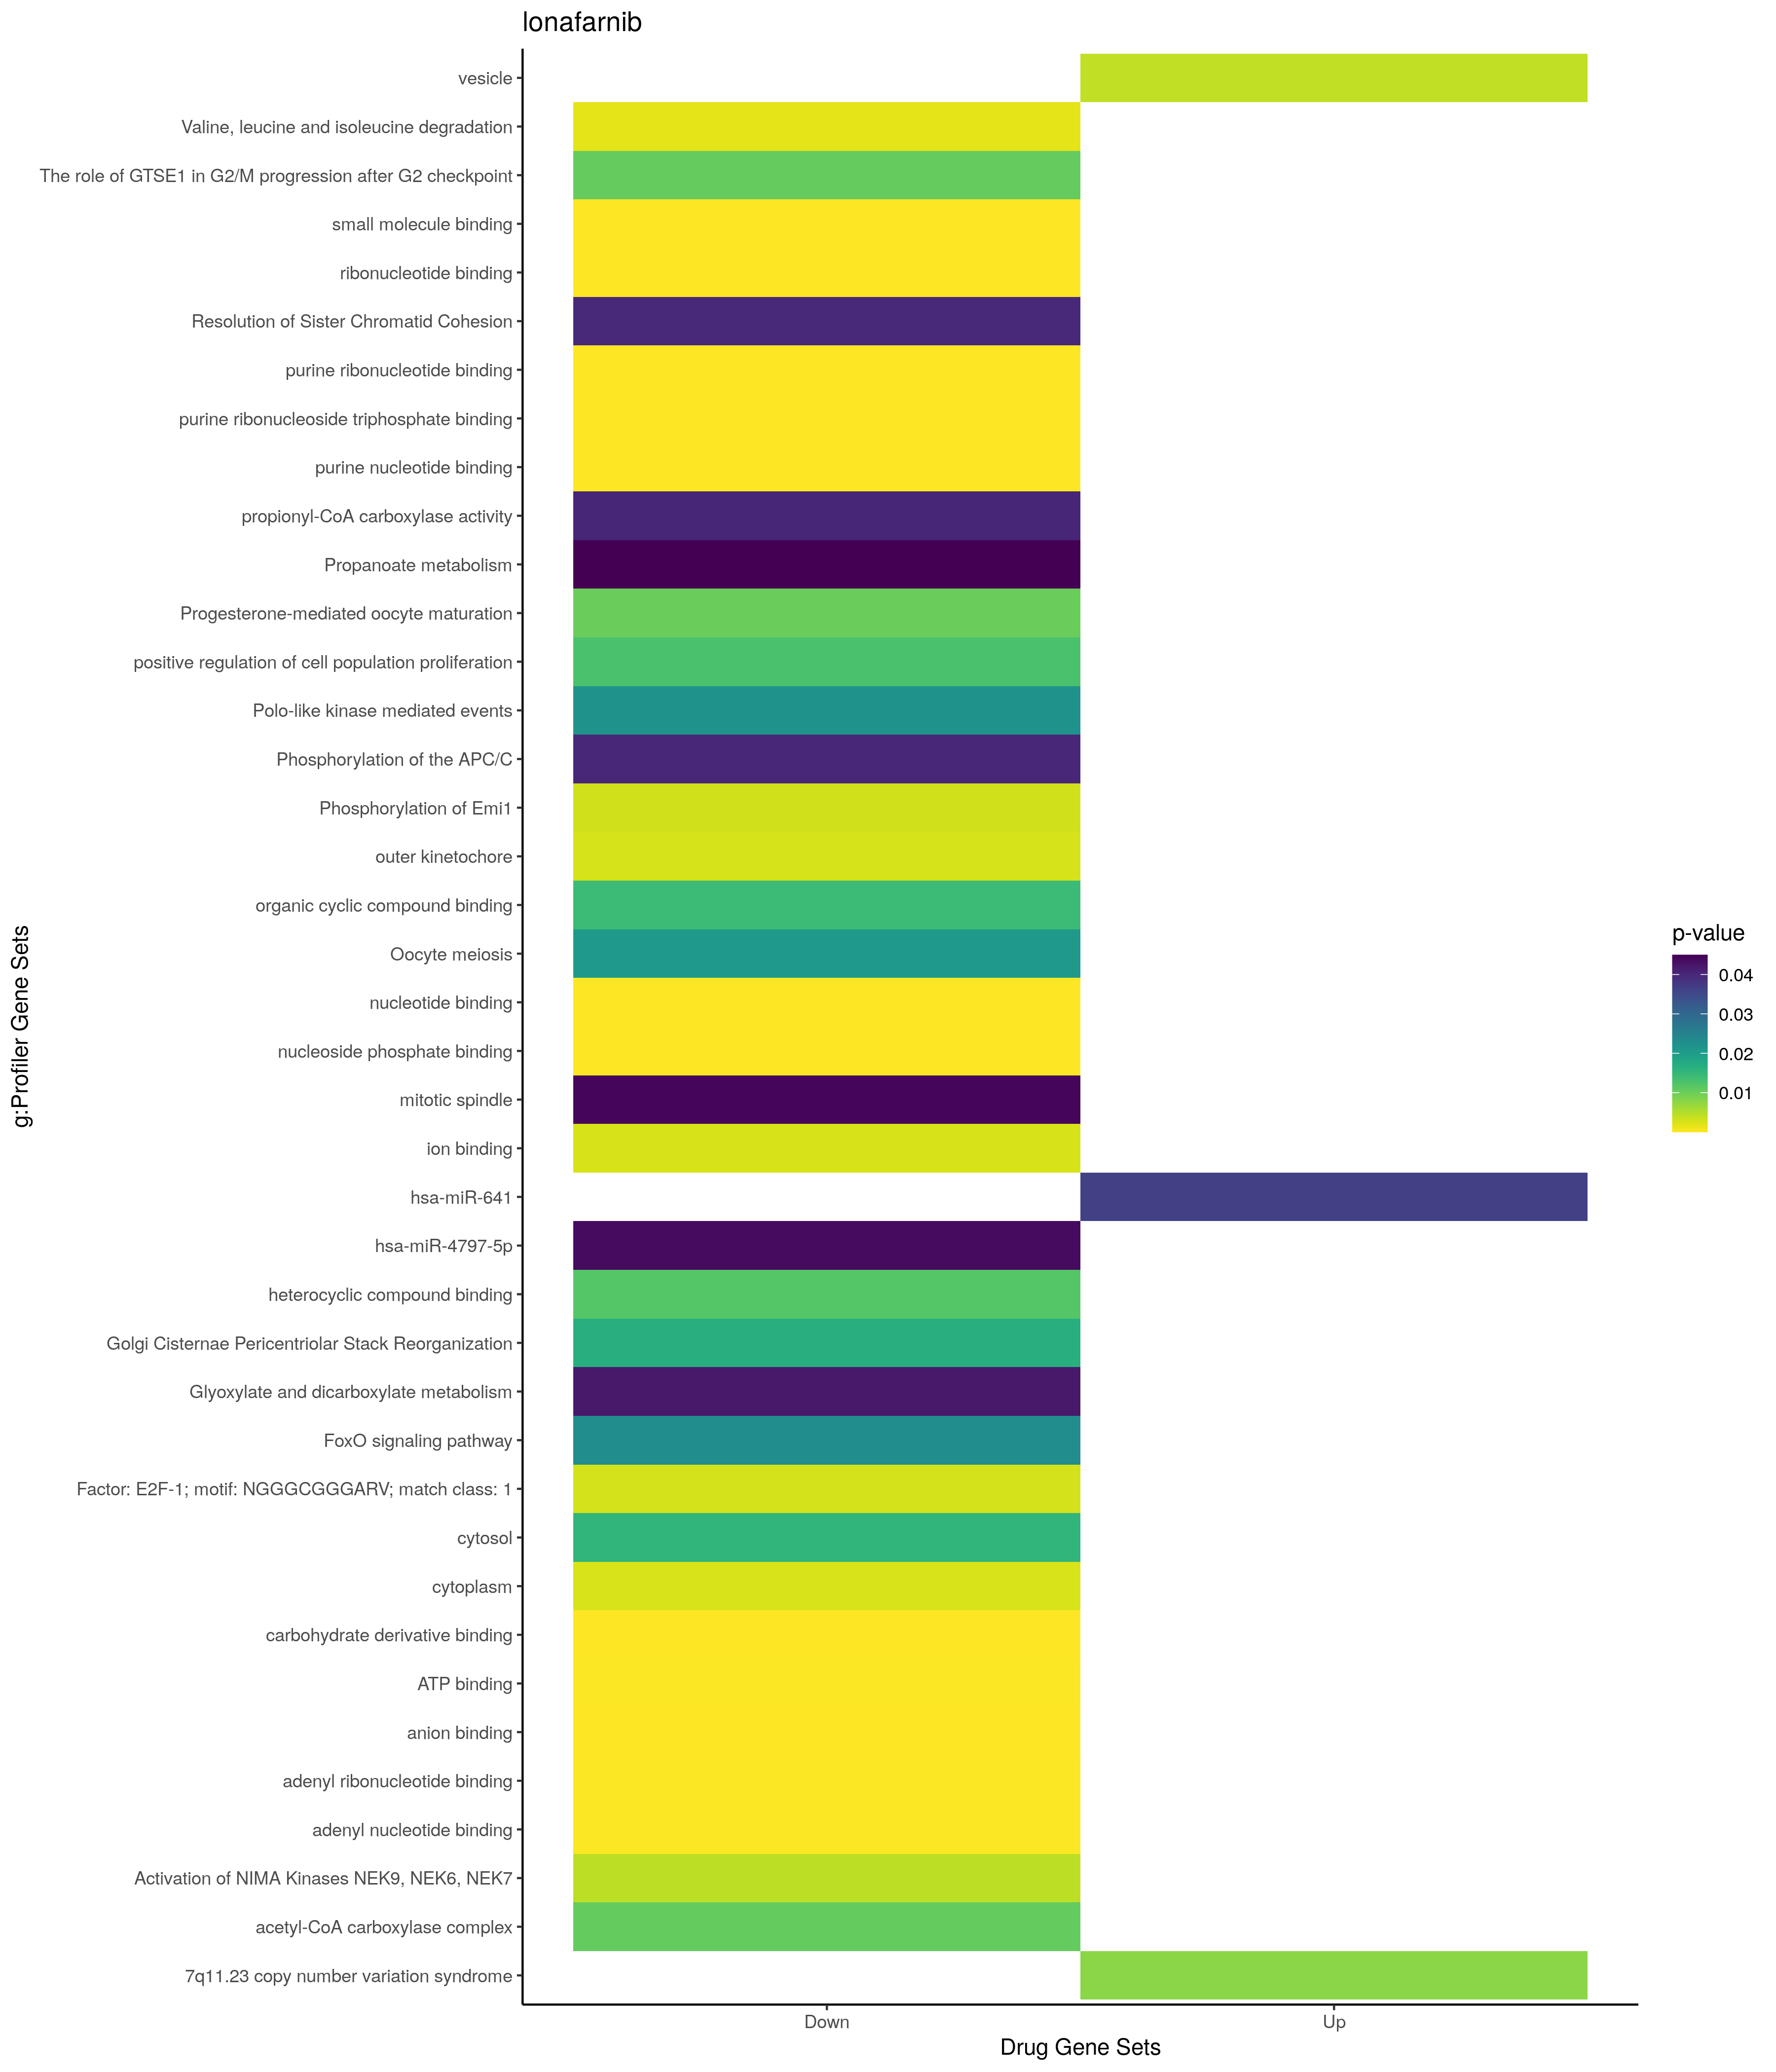 lonafarnib
vesicle
Valine, leucine and isoleucine degradation
The role of GTSE1 in G2/M progression after G2 checkpoint
small molecule binding
ribonucleotide binding
Resolution of Sister Chromatid Cohesion
purine ribonucleotide binding
purine ribonucleoside triphosphate binding
purine nucleotide binding
propionyl-CoA carboxylase activity
Propanoate metabolism
Progesterone-mediated oocyte maturation
positive regulation of cell population proliferation
Polo-like kinase mediated events
Phosphorylation of the APC/C
Phosphorylation of Emi1
outer kinetochore
organic cyclic compound binding
Oocyte meiosis
nucleotide binding
nucleoside phosphate binding
mitotic spindle
ion binding
hsa-miR-641
hsa-miR-4797-5p
heterocyclic compound binding
Golgi Cisternae Pericentriolar Stack Reorganization
Glyoxylate and dicarboxylate metabolism
FoxO signaling pathway
Factor: E2F-1; motif: NGGGCGGGARV; match class: 1
cytosol
cytoplasm
carbohydrate derivative binding
ATP binding
anion binding
adenyl ribonucleotide binding
adenyl nucleotide binding
Activation of NIMA Kinases NEK9, NEK6, NEK7
acetyl-CoA carboxylase complex
7q11.23 copy number variation syndrome
g:Profiler Gene Sets
Down
Up
Drug Gene Sets
p-value
0.04
0.03
0.02
0.01